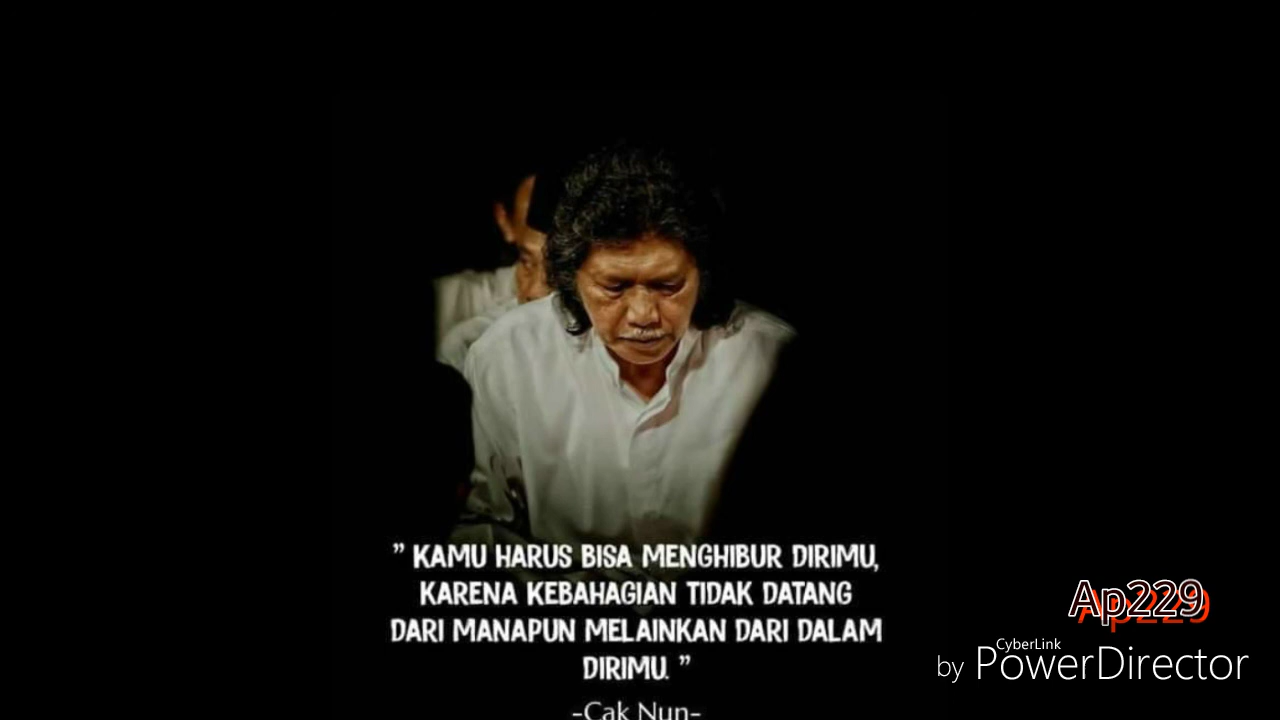 ” KAMU HARUS BISA MENGHIBUR DIRIMU,
KARENA KEBAHAGIAN TIDAK DATANG
DARI MANAPUN MELAINKAN DARI DALAM
DIRIMU. ”
-Cak Nun-
Ap229
CyberLink
by PowerDirector